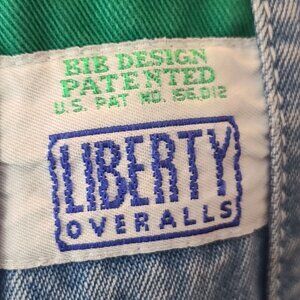 BIB DESIGN
PATENTED
U.S. PAT NO. 156,012
LIBERTY
OVERALLS